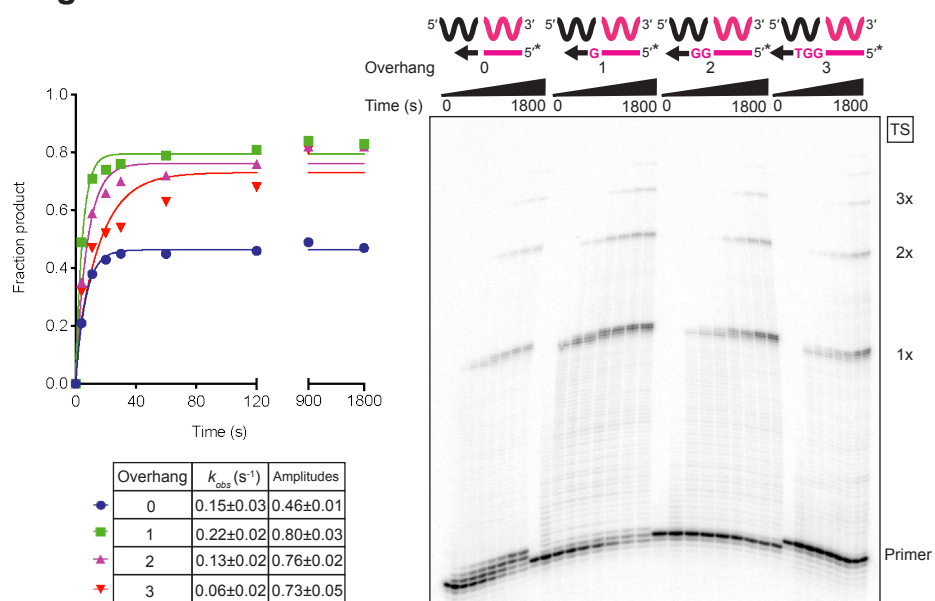 5′ 3′ 5′ 3′ 5′ 3′ 5′ 3′
5′* G 5′* GG 5′* TGG 5′*
Overhang 0 1 2 3
Time (s) 0 1800 0 1800 0 1800 0 1800
TS
3x
2x
1x
Primer
Fraction product
1.0
0.8
0.6
0.4
0.2
0.0
0 40 80 120 900 1800
Time (s)
Overhang kobs (s-1) Amplitudes
0 0.15±0.03 0.46±0.01
1 0.22±0.02 0.80±0.03
2 0.13±0.02 0.76±0.02
3 0.06±0.02 0.73±0.05